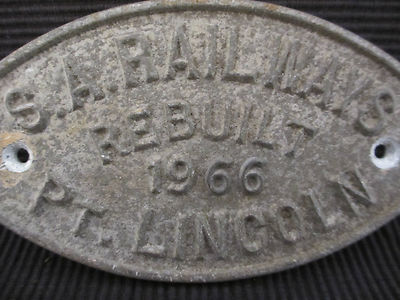 S.A. RAILWAYS
REBUILT
1966
PT. LINCOLN